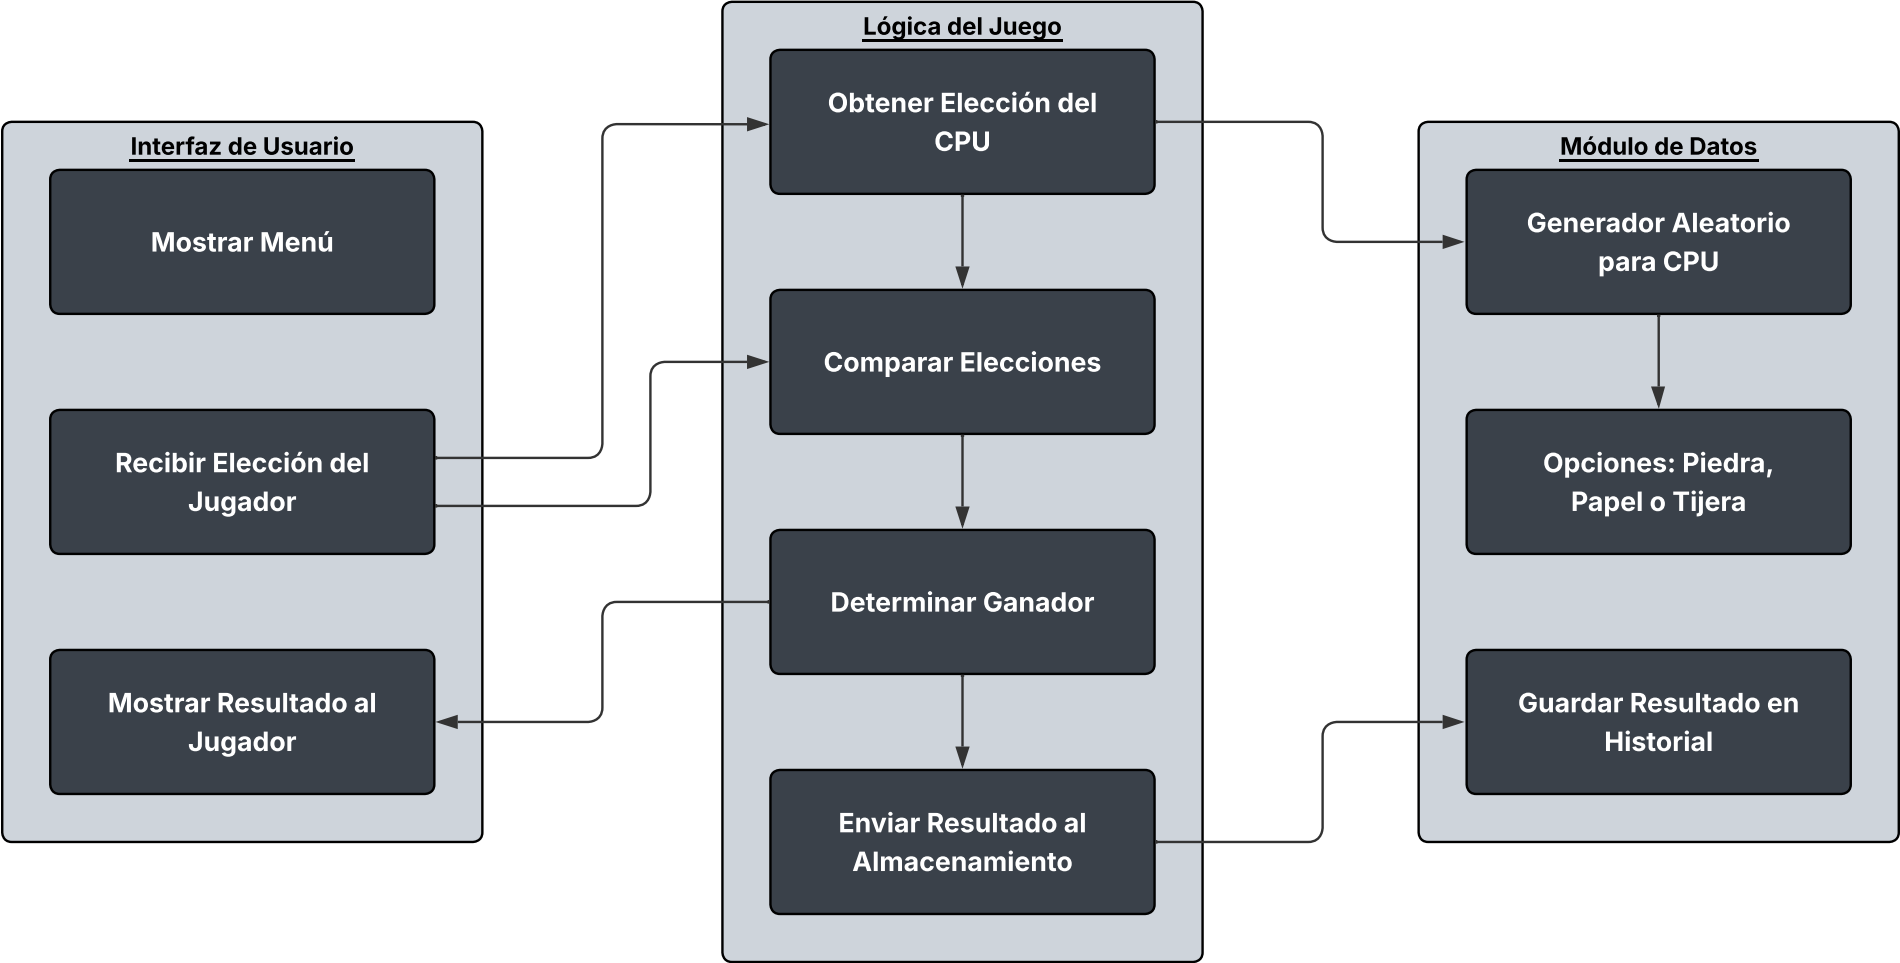 Interfaz de Usuario
Mostrar Menú
Recibir Elección del
Jugador
Mostrar Resultado al
Jugador
Lógica del Juego
Obtener Elección del
CPU
Comparar Elecciones
Determinar Ganador
Enviar Resultado al
Almacenamiento
Módulo de Datos
Generador Aleatorio
para CPU
Opciones: Piedra,
Papel o Tijera
Guardar Resultado en
Historial